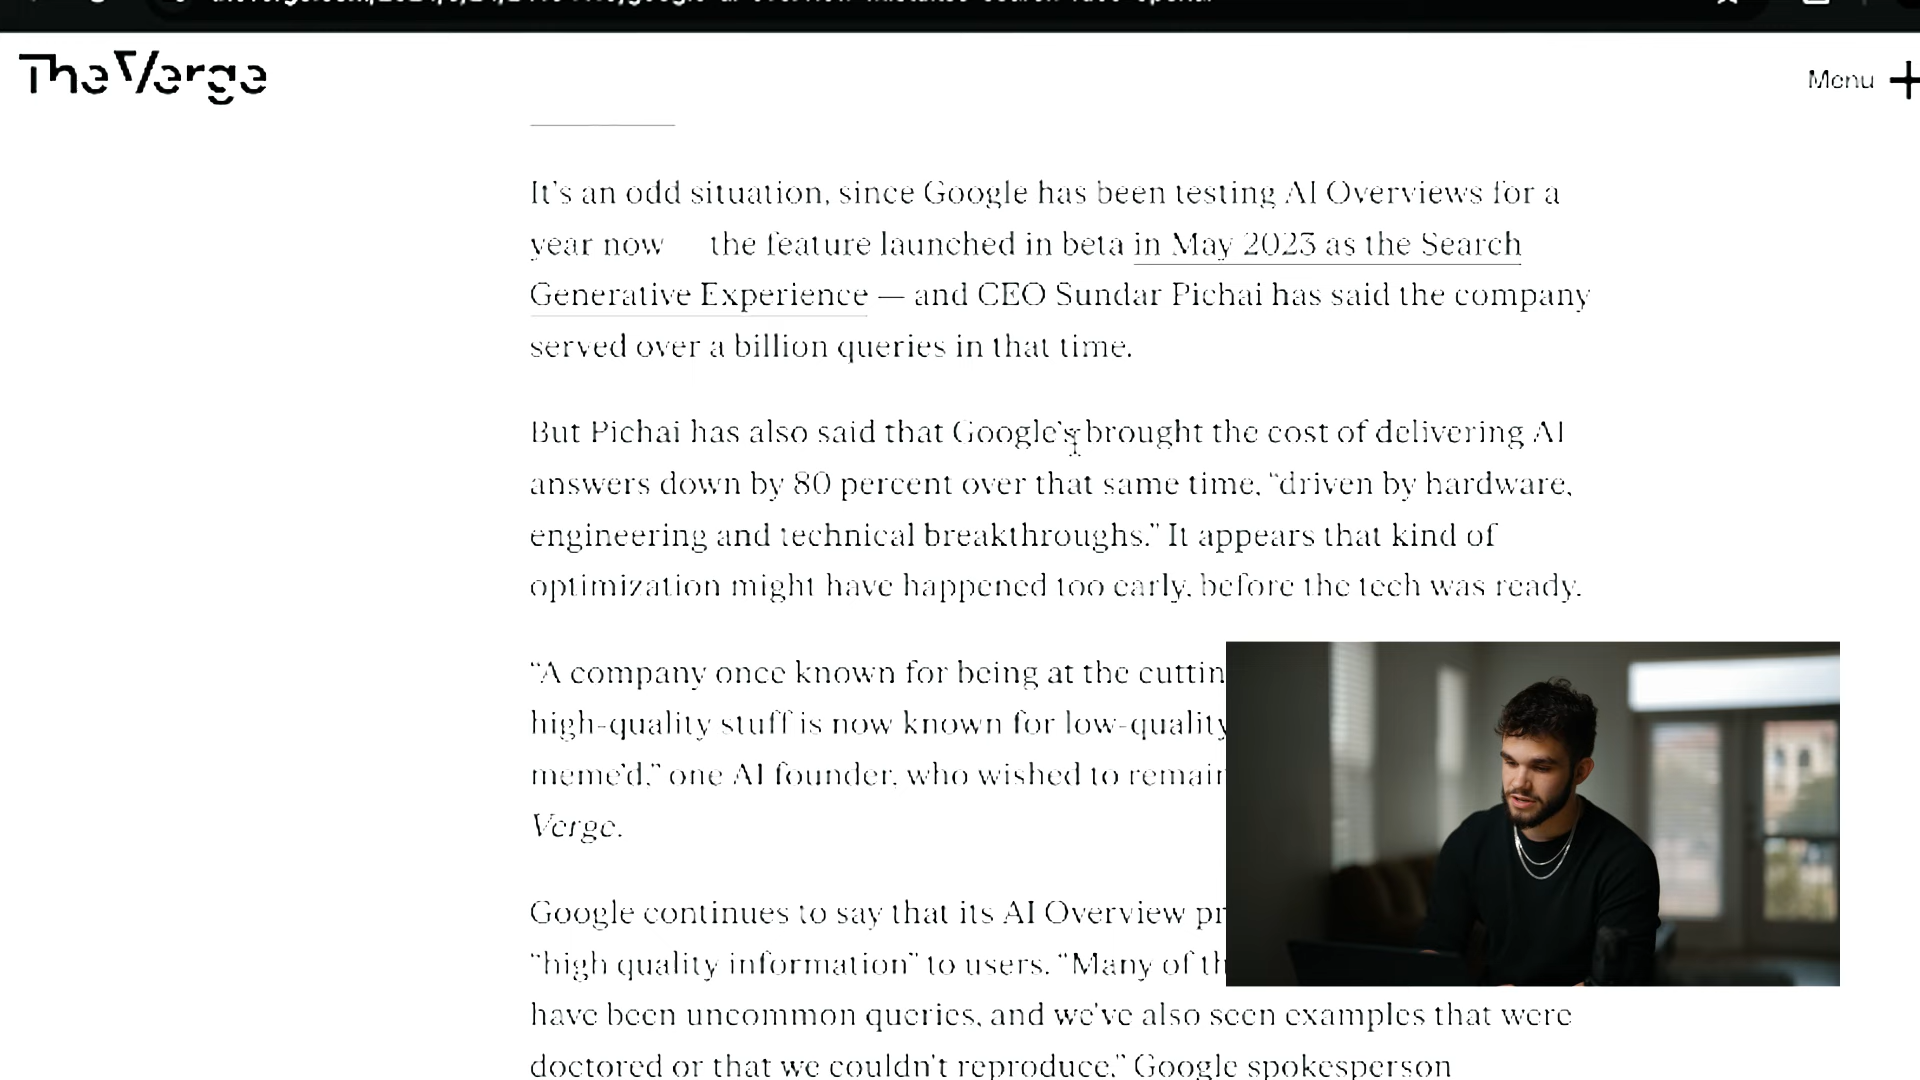 The Verge
Menu
It's an odd situation, since Google has been testing AI Overviews for a
year now the feature launched in beta in May 2023 as the Search
Generative Experience — and CEO Sundar Pichai has said the company
served over a billion queries in that time.
But Pichai has also said that Google's brought the cost of delivering AI
answers down by 80 percent over that same time, “driven by hardware,
engineering and technical breakthroughs.” It appears that kind of
optimization might have happened too early, before the tech was ready.
“A company once known for being at the cuttin
high-quality stuff is now known for low-quality
meme'd,” one AI founder, who wished to remain
Verge.
Google continues to say that its AI Overview pr
“high quality information” to users. “Many of th
have been uncommon queries, and we've also seen examples that were
doctored or that we couldn't reproduce,” Google spokesperson